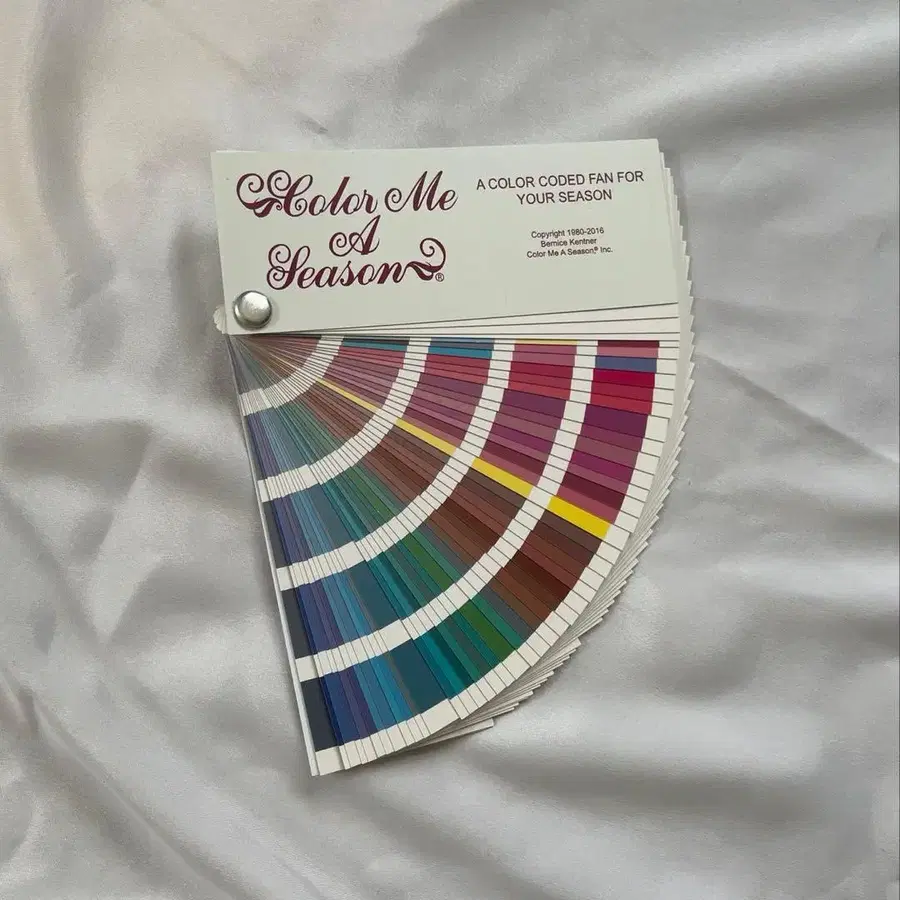 Color Me
A
Season®
A COLOR CODED FAN FOR
YOUR SEASON
Copyright 1980-2016
Bernice Kentner
Color Me A Season® Inc.